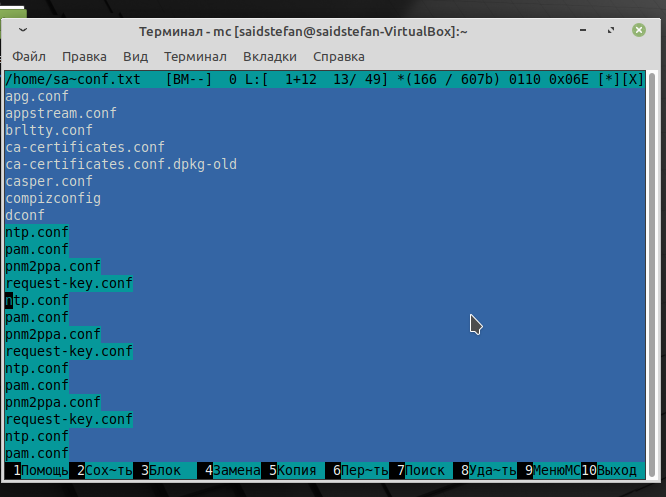 Терминал - mc [saidstefan@saidstefan-VirtualBox]:~
Файл Правка Вид Терминал Вкладки Справка
/home/sa~conf.txt [BM--] 0 L:[ 1+12 13/ 49] *(166 / 607b) 0110 0x06E [*][X]
apg.conf
appstream.conf
brltty.conf
ca-certificates.conf
ca-certificates.conf.dpkg-old
casper.conf
compizconfig
dconf
ntp.conf
pam.conf
pnm2ppa.conf
request-key.conf
ntp.conf
pam.conf
pnm2ppa.conf
request-key.conf
ntp.conf
pam.conf
pnm2ppa.conf
request-key.conf
ntp.conf
pam.conf
1Помощь 2Сох~ть 3Блок 4Замена 5Копия 6Пер~ть 7Поиск 8Уда~ть 9МенюMC 10Выход